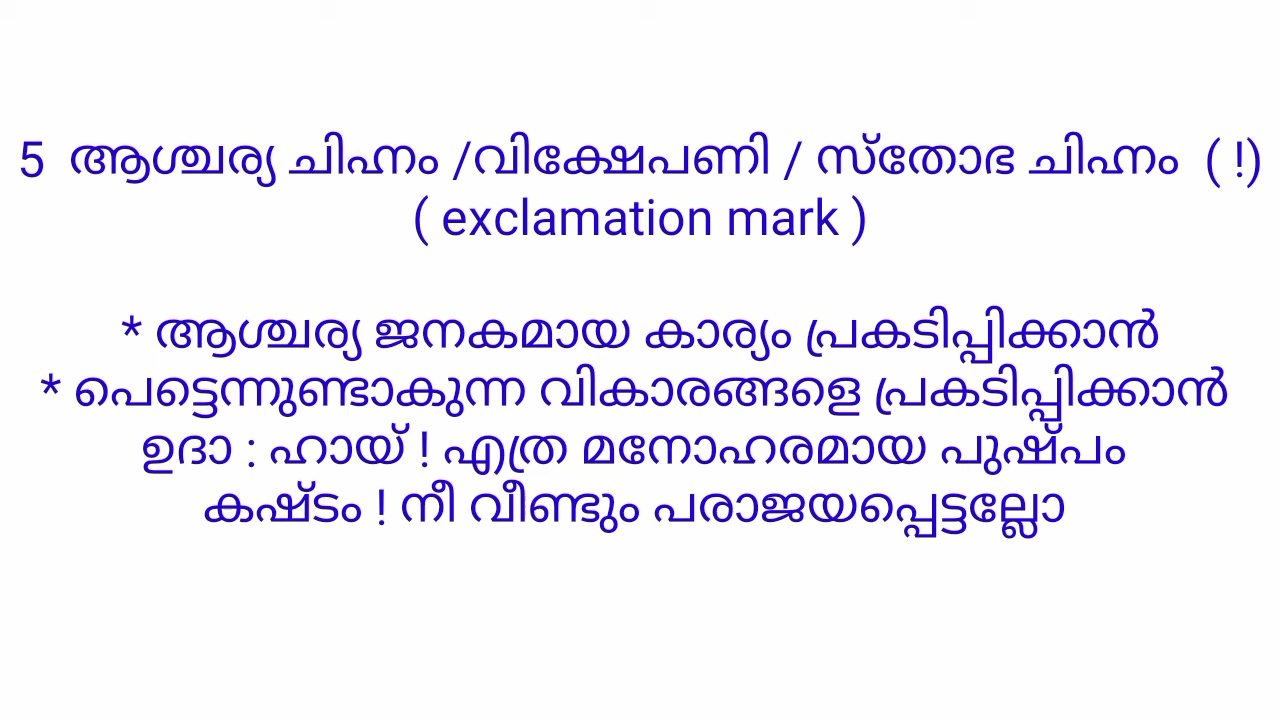 5 ആശ്ചര്യ ചിഹ്നം /വിക്ഷേപണി / സ്തോഭ ചിഹ്നം ( !)
( exclamation mark )
* ആശ്ചര്യ ജനകമായ കാര്യം പ്രകടിപ്പിക്കാൻ
* പെട്ടെന്നുണ്ടാകുന്ന വികാരങ്ങളെ പ്രകടിപ്പിക്കാൻ
ഉദാ : ഹായ് ! എത്ര മനോഹരമായ പുഷ്പം
കഷ്ടം ! നീ വീണ്ടും പരാജയപ്പെട്ടല്ലോ